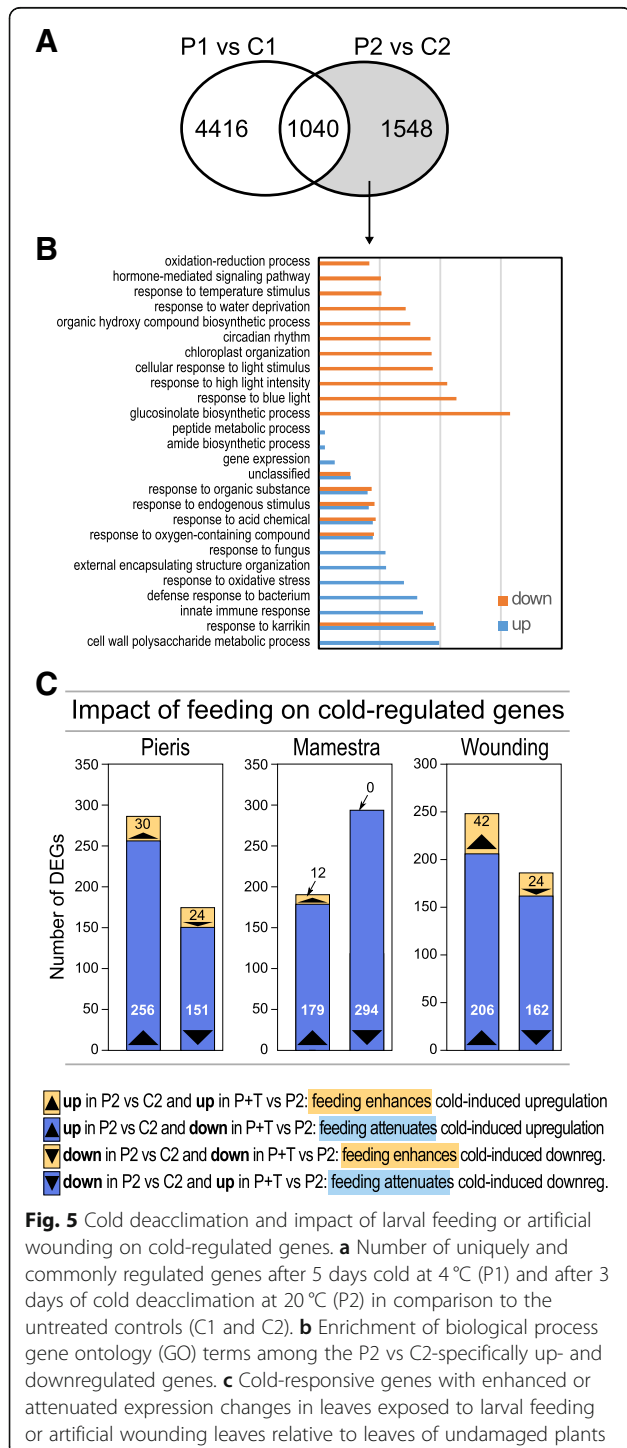 A
P1 vs C1
P2 vs C2
4416
1040
1548
B
oxidation-reduction process
hormone-mediated signaling pathway
response to temperature stimulus
response to water deprivation
organic hydroxy compound biosynthetic process
circadian rhythm
chloroplast organization
cellular response to light stimulus
response to high light intensity
response to blue light
glucosinolate biosynthetic process
peptide metabolic process
amide biosynthetic process
gene expression
unclassified
response to organic substance
response to endogenous stimulus
response to acid chemical
response to oxygen-containing compound
response to fungus
external encapsulating structure organization
response to oxidative stress
defense response to bacterium
innate immune response
response to karrikin
cell wall polysaccharide metabolic process
down
up
C
Impact of feeding on cold-regulated genes
Pieris
Mamestra
Wounding
Number of DEGs
350
300
250
200
150
100
50
0
30
24
256
151
350
300
250
200
150
100
50
0
12
0
179
294
300
250
200
150
100
50
0
42
24
206
162
▲ up in P2 vs C2 and up in P+T vs P2: feeding enhances cold-induced upregulation
▲ up in P2 vs C2 and down in P+T vs P2: feeding attenuates cold-induced upregulation
▼ down in P2 vs C2 and down in P+T vs P2: feeding enhances cold-induced downreg.
▼ down in P2 vs C2 and up in P+T vs P2: feeding attenuates cold-induced downreg.
Fig. 5 Cold deacclimation and impact of larval feeding or artificial
wounding on cold-regulated genes. a Number of uniquely and
commonly regulated genes after 5 days cold at 4 °C (P1) and after 3
days of cold deacclimation at 20 °C (P2) in comparison to the
untreated controls (C1 and C2). b Enrichment of biological process
gene ontology (GO) terms among the P2 vs C2-specifically up- and
downregulated genes. c Cold-responsive genes with enhanced or
attenuated expression changes in leaves exposed to larval feeding
or artificial wounding leaves relative to leaves of undamaged plants